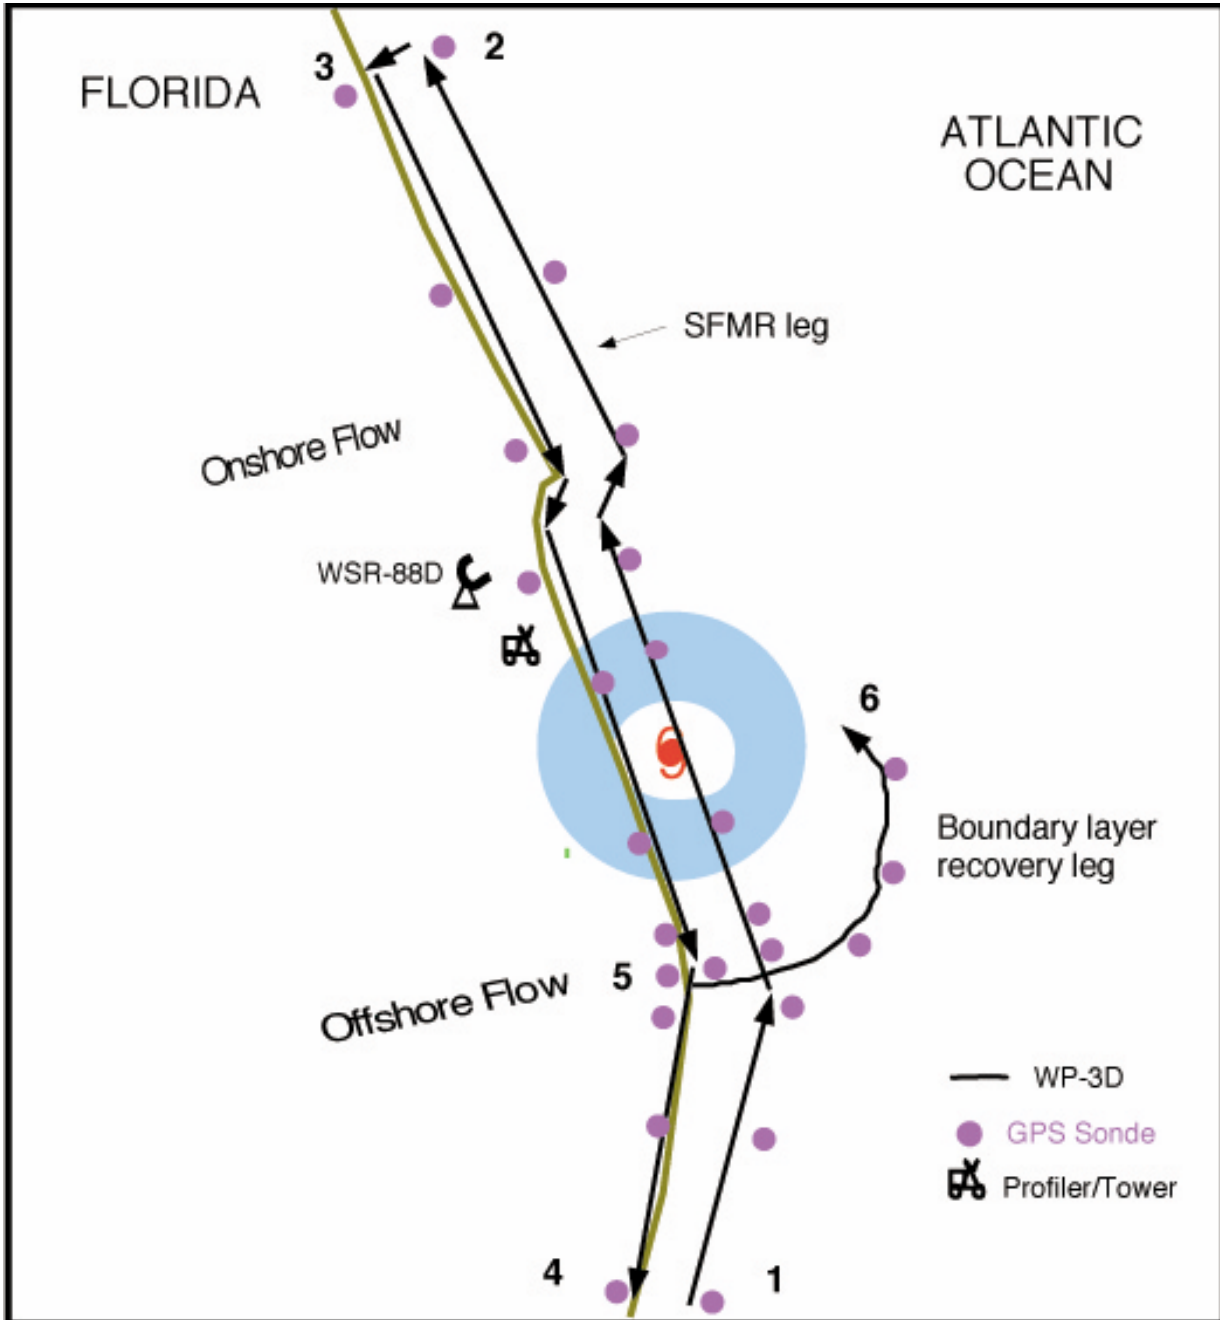 2
3
FLORIDA
ATLANTIC
OCEAN
SFMR leg
Onshore Flow
WSR-88D
6
Boundary layer
recovery leg
5
Offshore Flow
WP-3D
GPS Sonde
Profiler/Tower
4
1